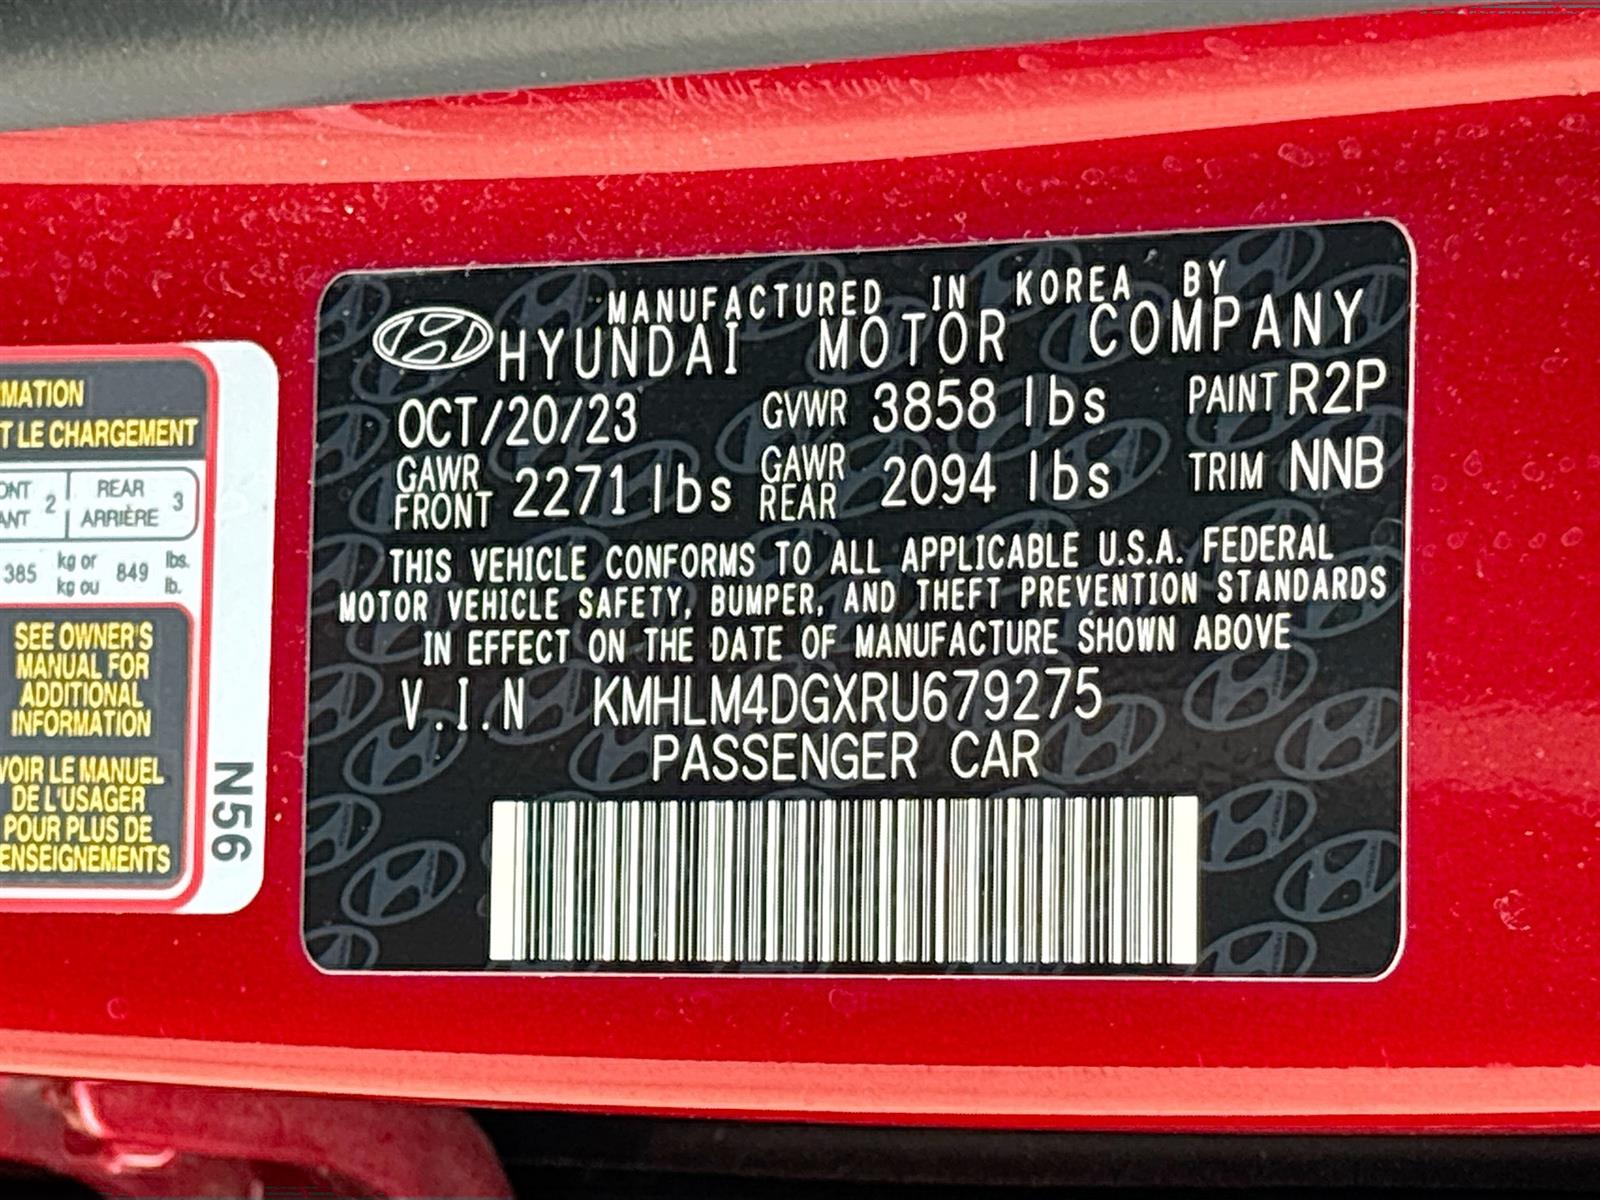 MANUFACTURED IN KOREA BY
HYUNDAI MOTOR COMPANY
OCT/20/23 GVWR 3858 lbs PAINT R2P
GAWR FRONT 2271 lbs GAWR REAR 2094 lbs TRIM NNB
THIS VEHICLE CONFORMS TO ALL APPLICABLE U.S.A. FEDERAL
MOTOR VEHICLE SAFETY, BUMPER, AND THEFT PREVENTION STANDARDS
IN EFFECT ON THE DATE OF MANUFACTURE SHOWN ABOVE
V.I.N KMHLM4DGXRU679275
PASSENGER CAR
MATION
T LE CHARGEMENT
ONT 2 REAR 3
ANT ARRIÈRE
385 kg or 849 lbs.
kg ou lb.
SEE OWNER'S
MANUAL FOR
ADDITIONAL
INFORMATION
VOIR LE MANUEL
DE L'USAGER
POUR PLUS DE
ENSEIGNEMENTS
N56